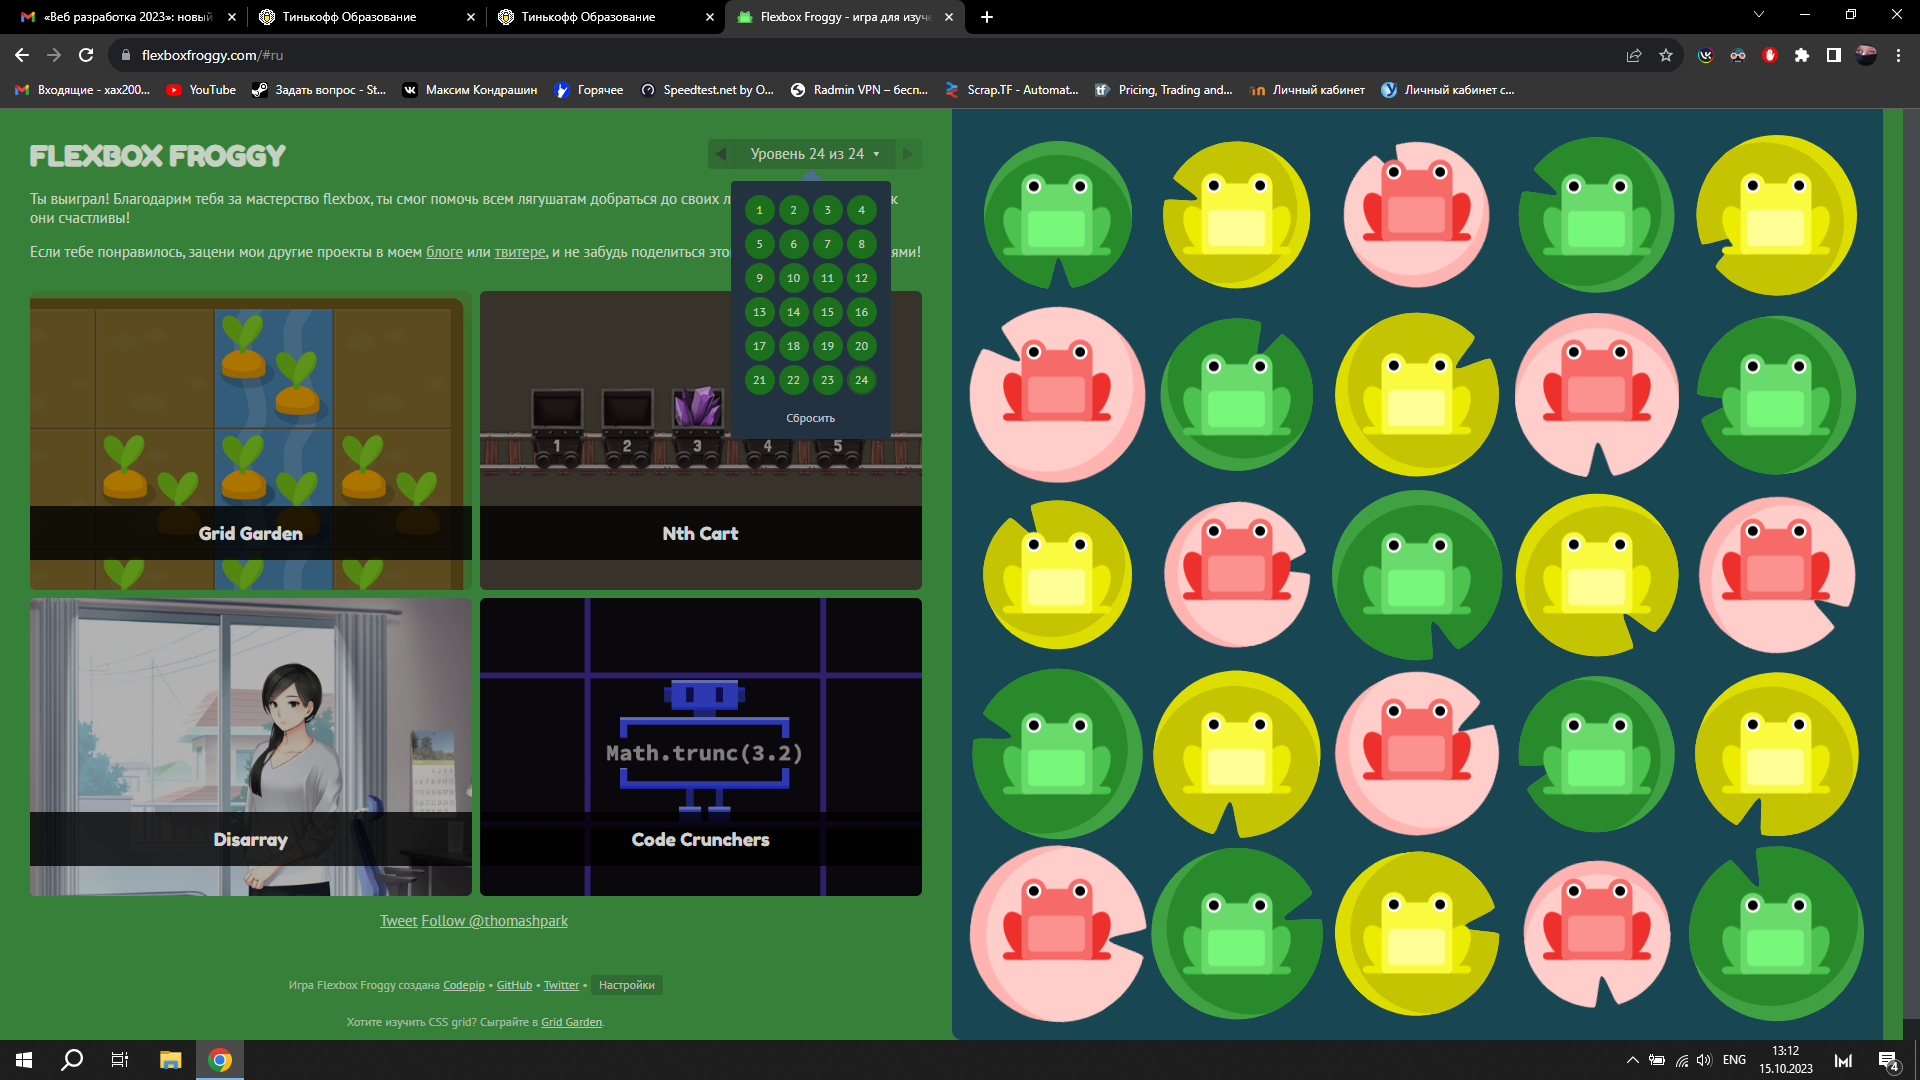 «Веб разработка 2023»: новый
Тинькофф Образование
Тинькофф Образование
Flexbox Froggy - игра для изуче
flexboxfroggy.com/#ru
Входящие - xax200...
YouTube
Задать вопрос - St...
Максим Кондрашин
Горячее
Speedtest.net by O...
Radmin VPN – бесп...
Scrap.TF - Automat...
Pricing, Trading and...
Личный кабинет
Личный кабинет с...
FLEXBOX FROGGY
Уровень 24 из 24
Ты выиграл! Благодарим тебя за мастерство flexbox, ты смог помочь всем лягушатам добраться до своих л к
они счастливы!
Если тебе понравилось, зацени мои другие проекты в моем блоге или твитере, и не забудь поделиться это ями!
1 2 3 4
5 6 7 8
9 10 11 12
13 14 15 16
17 18 19 20
21 22 23 24
Сбросить
1 2 3 4 5
Grid Garden
Nth Cart
Math.trunc(3.2)
Disarray
Code Crunchers
Tweet Follow @thomashpark
Игра Flexbox Froggy создана Codepip • GitHub • Twitter • Настройки
Хотите изучить CSS grid? Сыграйте в Grid Garden.
ENG
13:12
15.10.2023
4